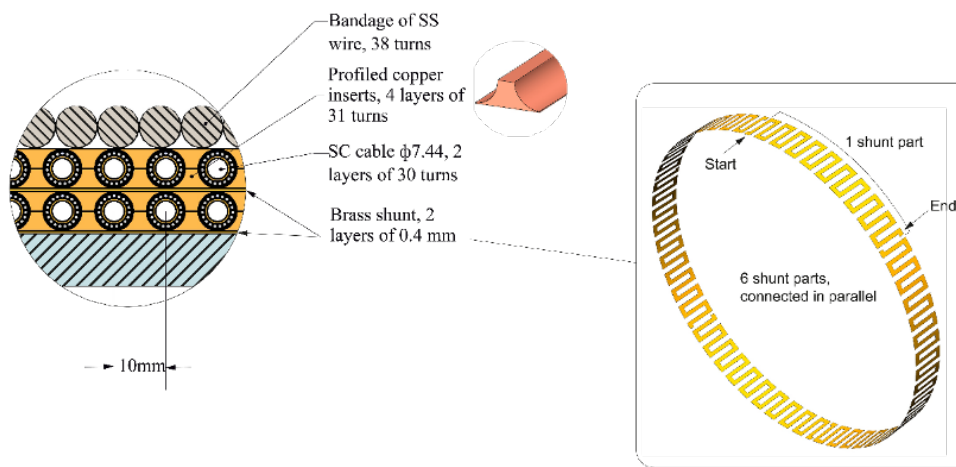 Bandage of SS
wire, 38 turns
Profiled copper
inserts, 4 layers of
31 turns
SC cable ф7.44, 2
layers of 30 turns
Brass shunt, 2
layers of 0.4 mm
10mm
1 shunt part
Start
End
6 shunt parts,
connected in parallel